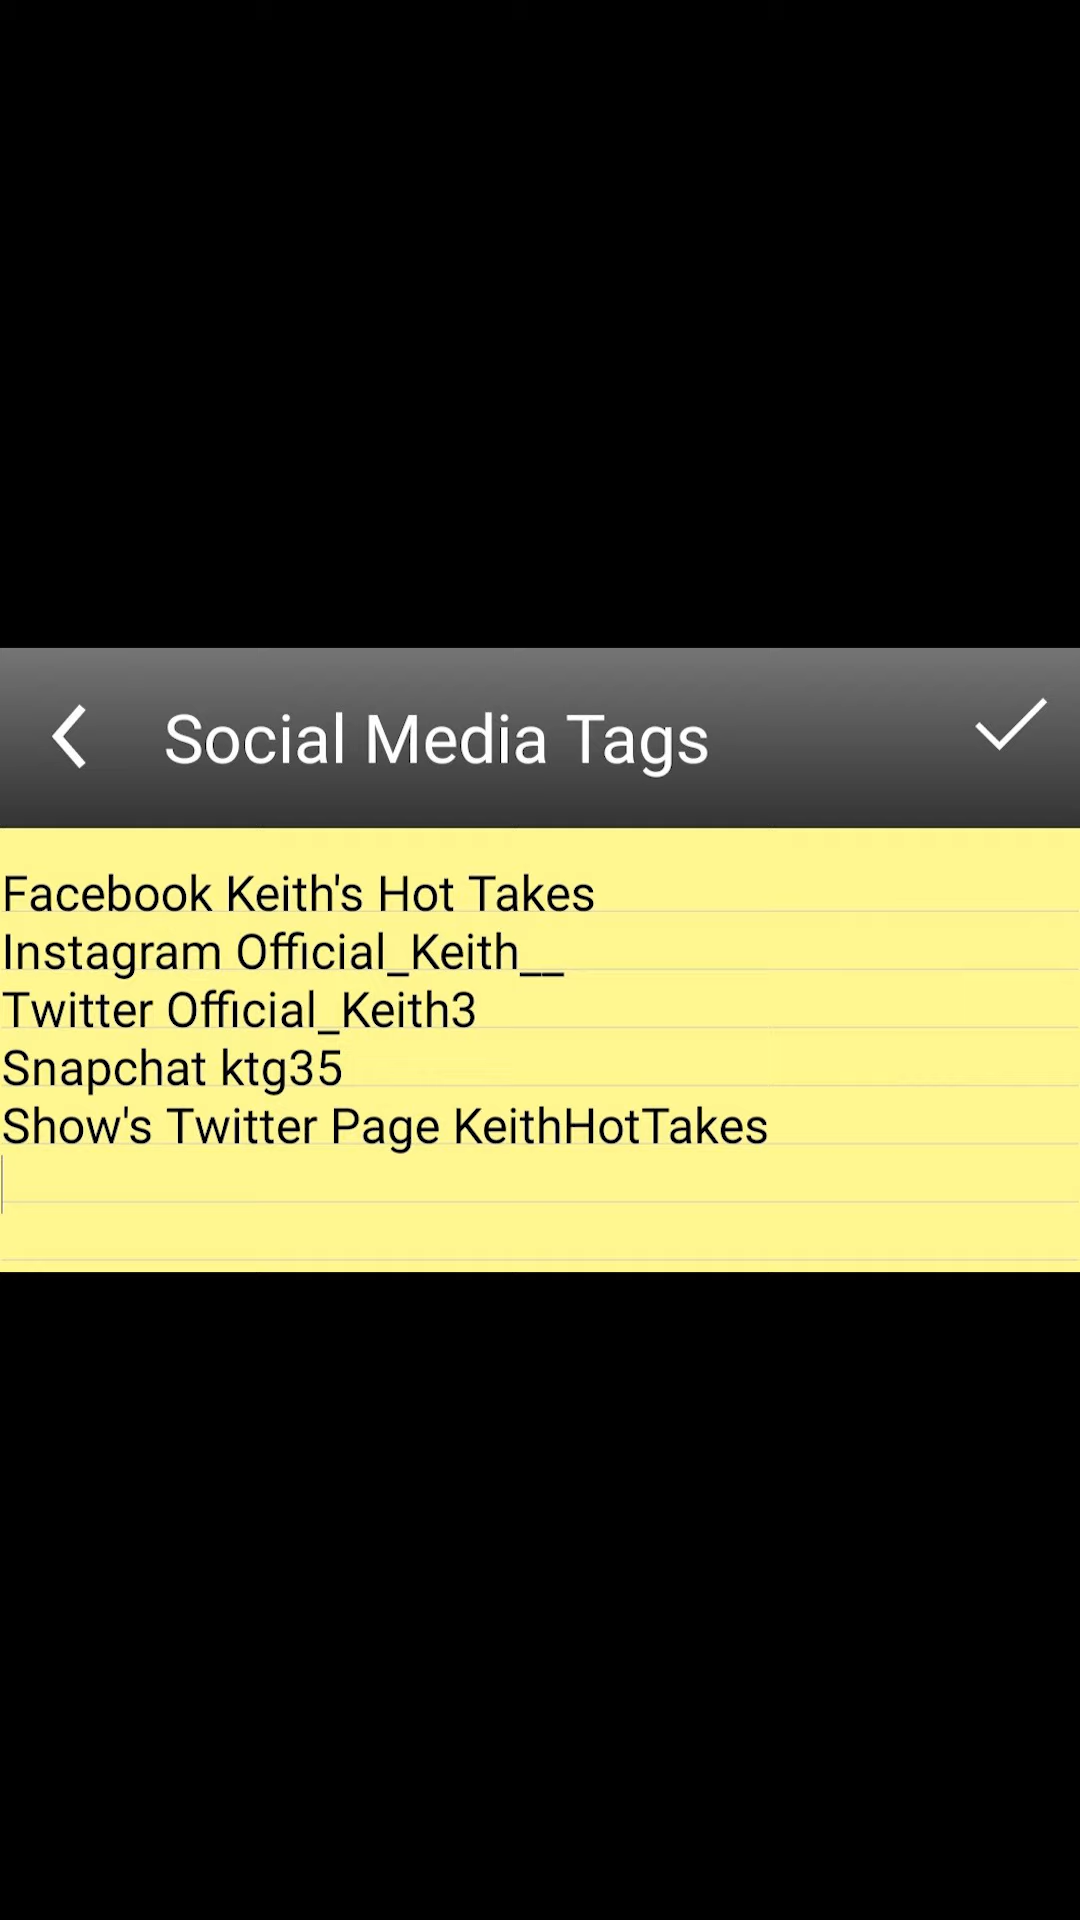 Social Media Tags
Facebook Keith's Hot Takes
Instagram Official_Keith__
Twitter Official_Keith3
Snapchat ktg35
Show's Twitter Page KeithHotTakes